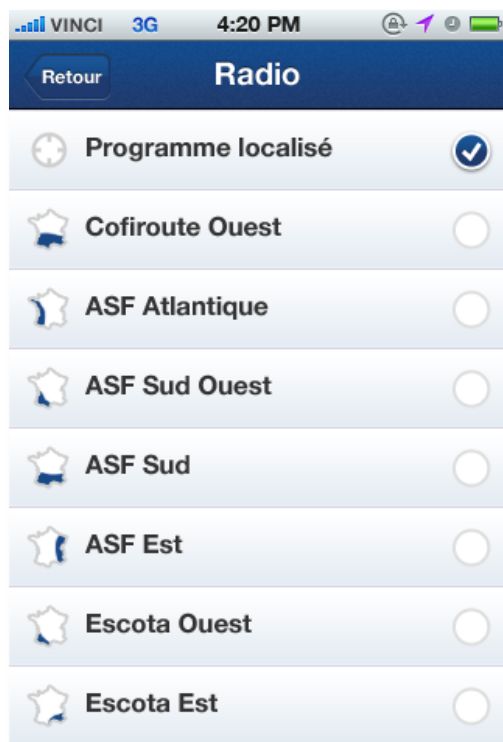 VINCI 3G 4:20 PM
Retour Radio
Programme localisé
Cofiroute Ouest
ASF Atlantique
ASF Sud Ouest
ASF Sud
ASF Est
Escota Ouest
Escota Est